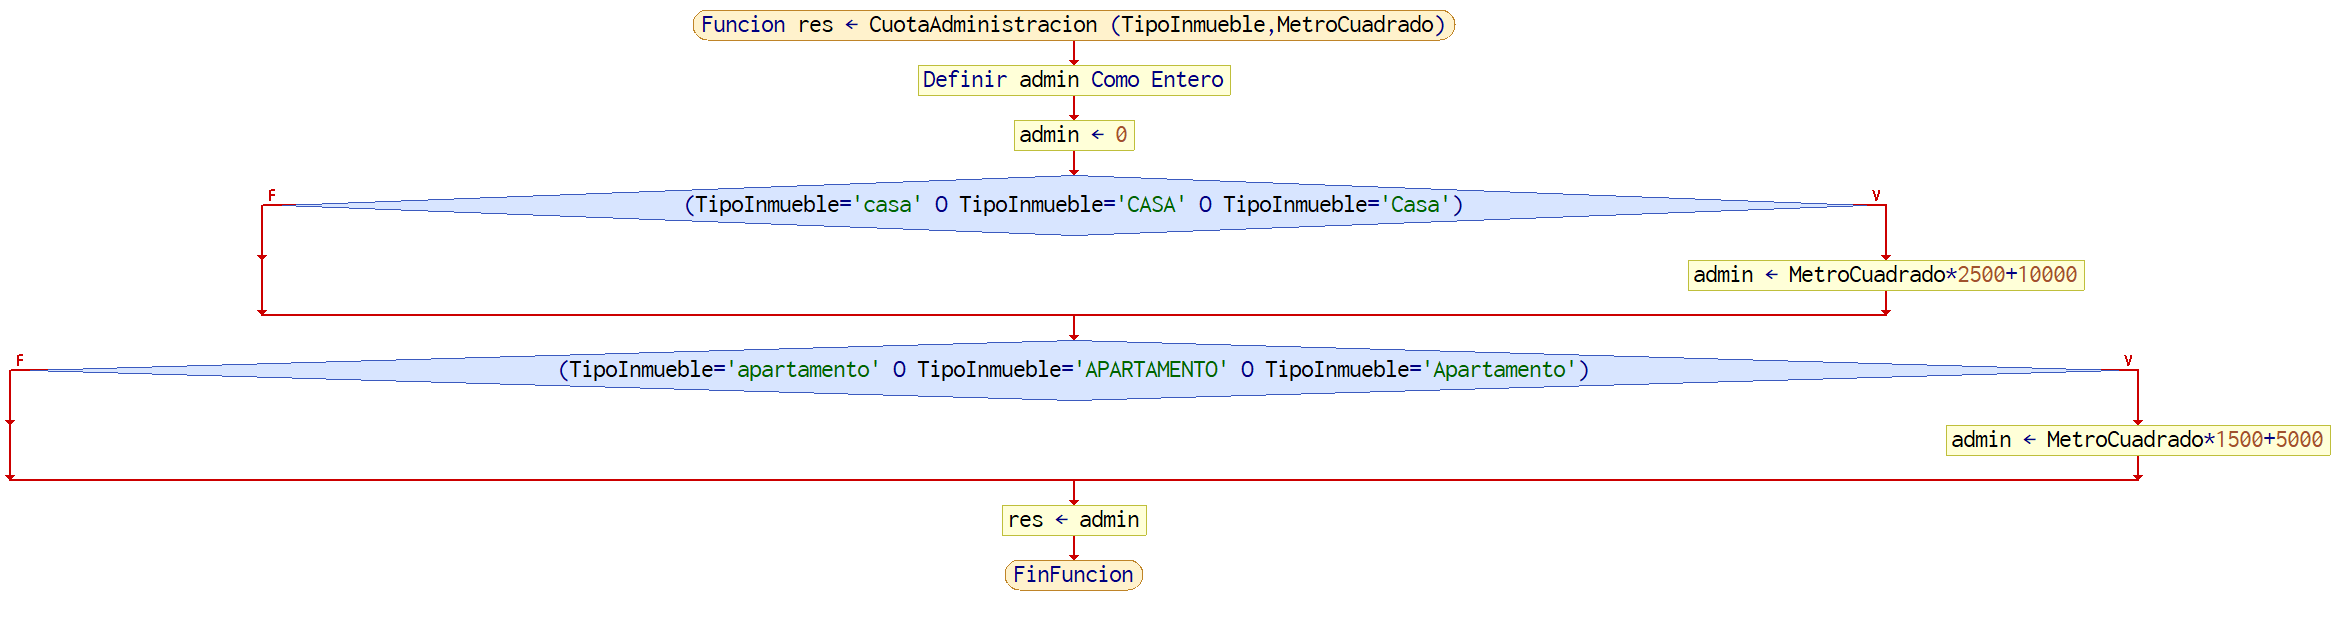 Funcion res ← CuotaAdministracion (TipoInmueble,MetroCuadrado)
Definir admin Como Entero
admin ← 0
F
V
(TipoInmueble='casa' O TipoInmueble='CASA' O TipoInmueble='Casa')
admin ← MetroCuadrado*2500+10000
F
V
(TipoInmueble='apartamento' O TipoInmueble='APARTAMENTO' O TipoInmueble='Apartamento')
admin ← MetroCuadrado*1500+5000
res ← admin
FinFuncion